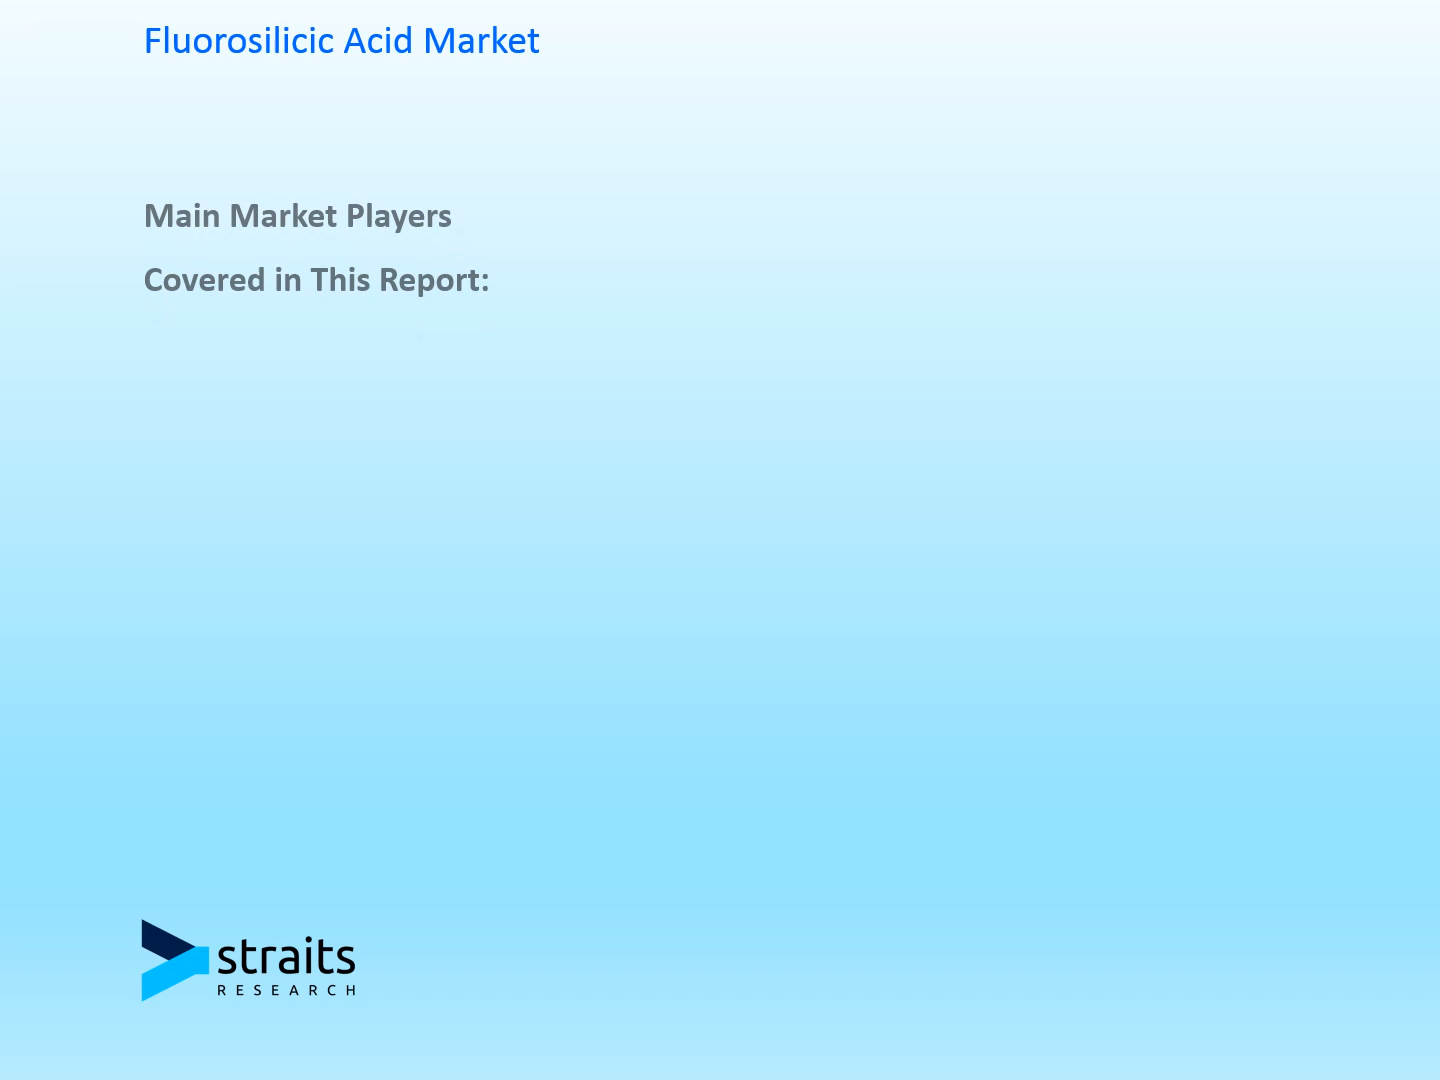 Fluorosilicic Acid Market
Main Market Players
Covered in This Report:
straits
RESEARCH